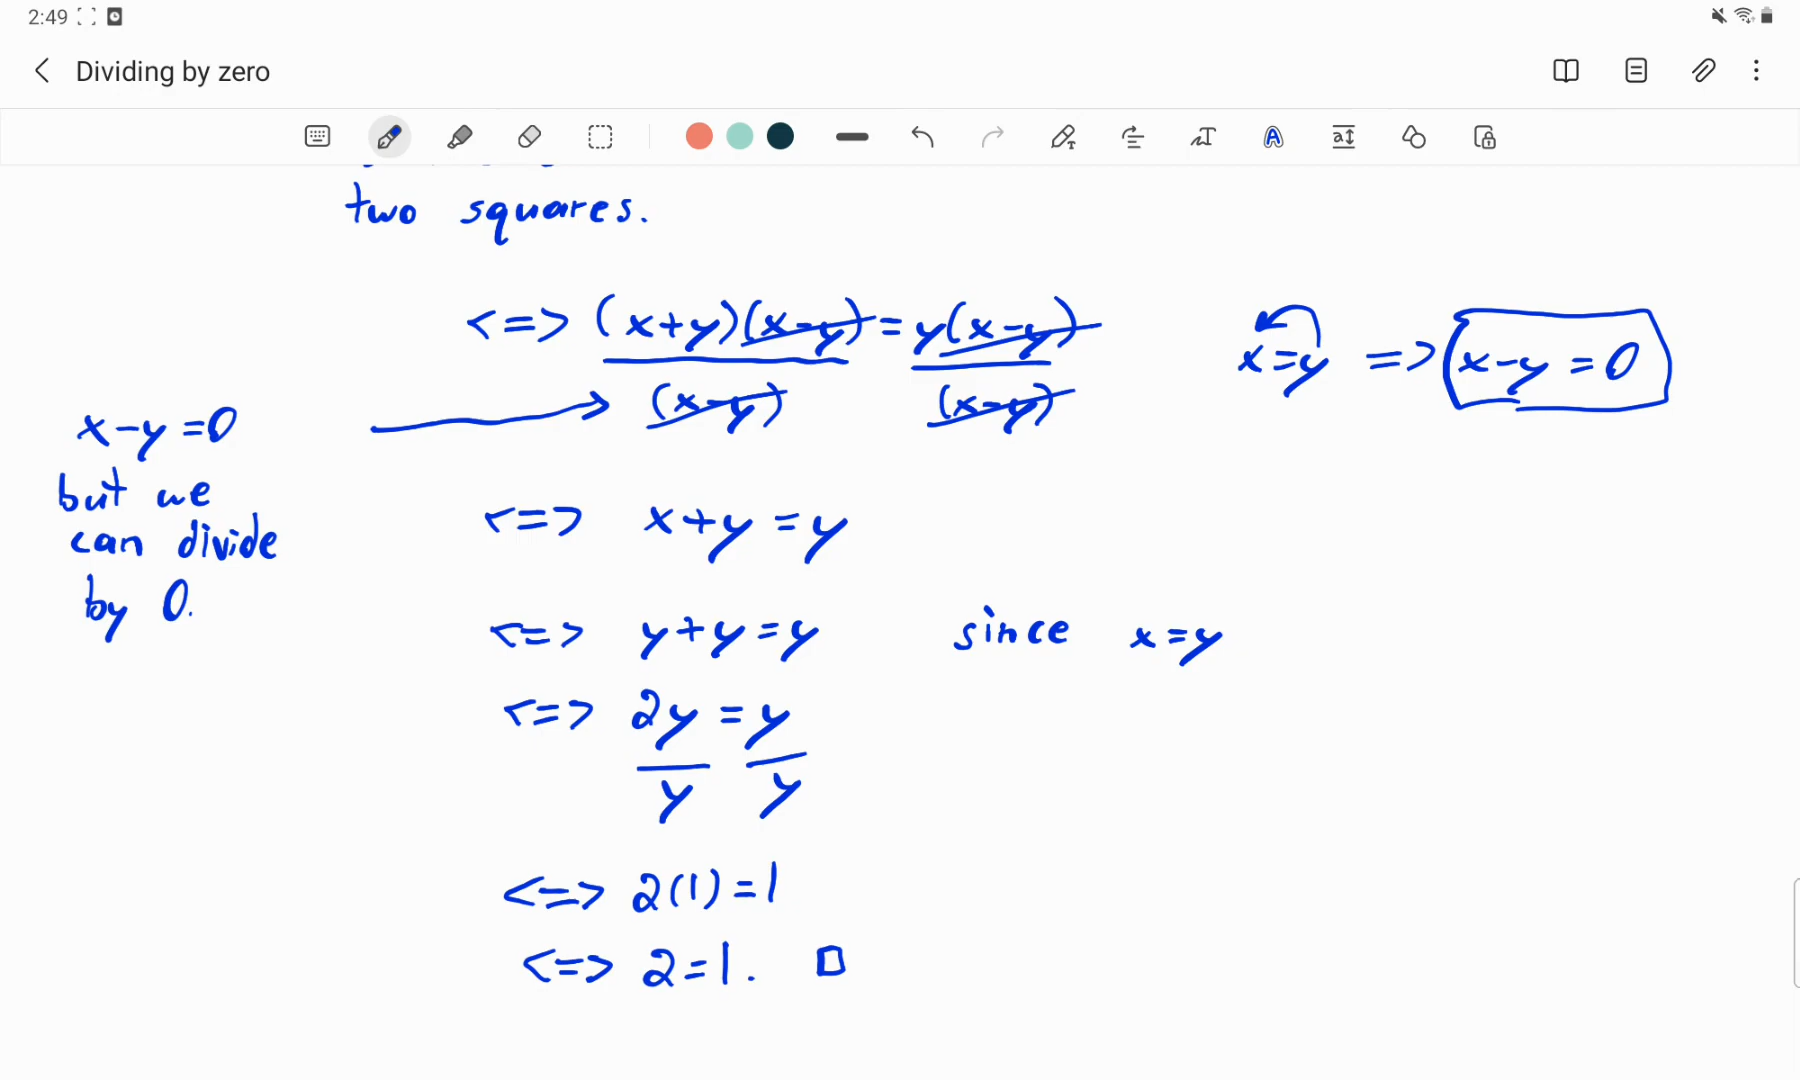 2:49
Dividing by zero
two squares.
<=> (x+y)(x-y) = y(x-y)
(x-y) (x-y)
x=y => x-y = 0
x-y = 0
but we
can divide
by 0.
<=> x+y = y
<=> y+y = y since x=y
<=> 2y = y
y y
<=> 2(1) = 1
<=> 2 = 1. □